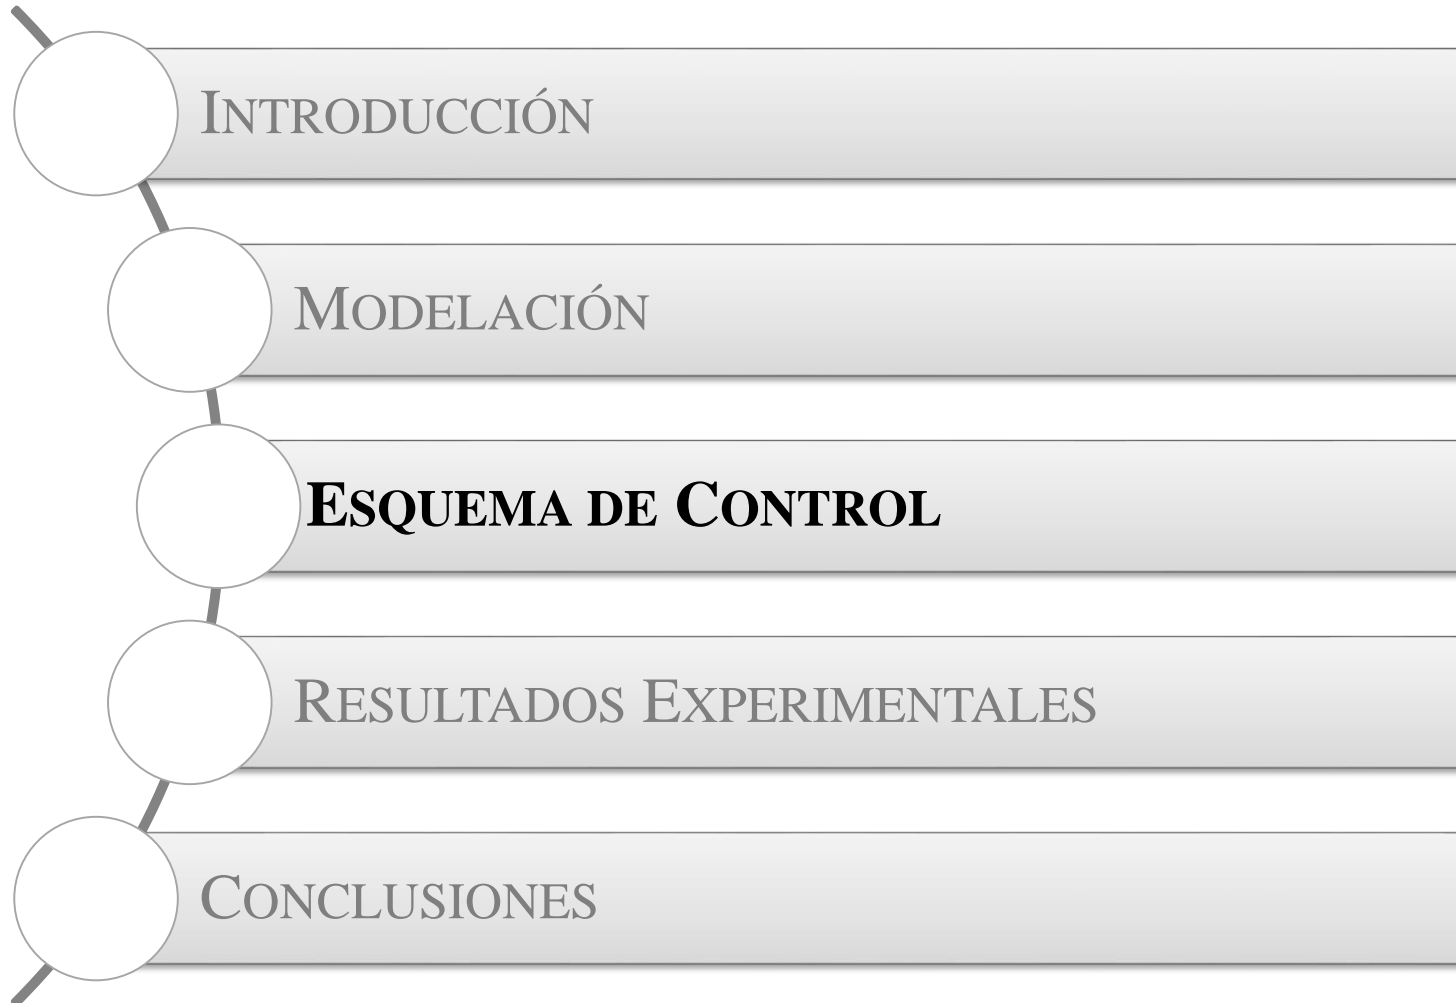 INTRODUCCIÓN
MODELACIÓN
ESQUEMA DE CONTROL
RESULTADOS EXPERIMENTALES
CONCLUSIONES